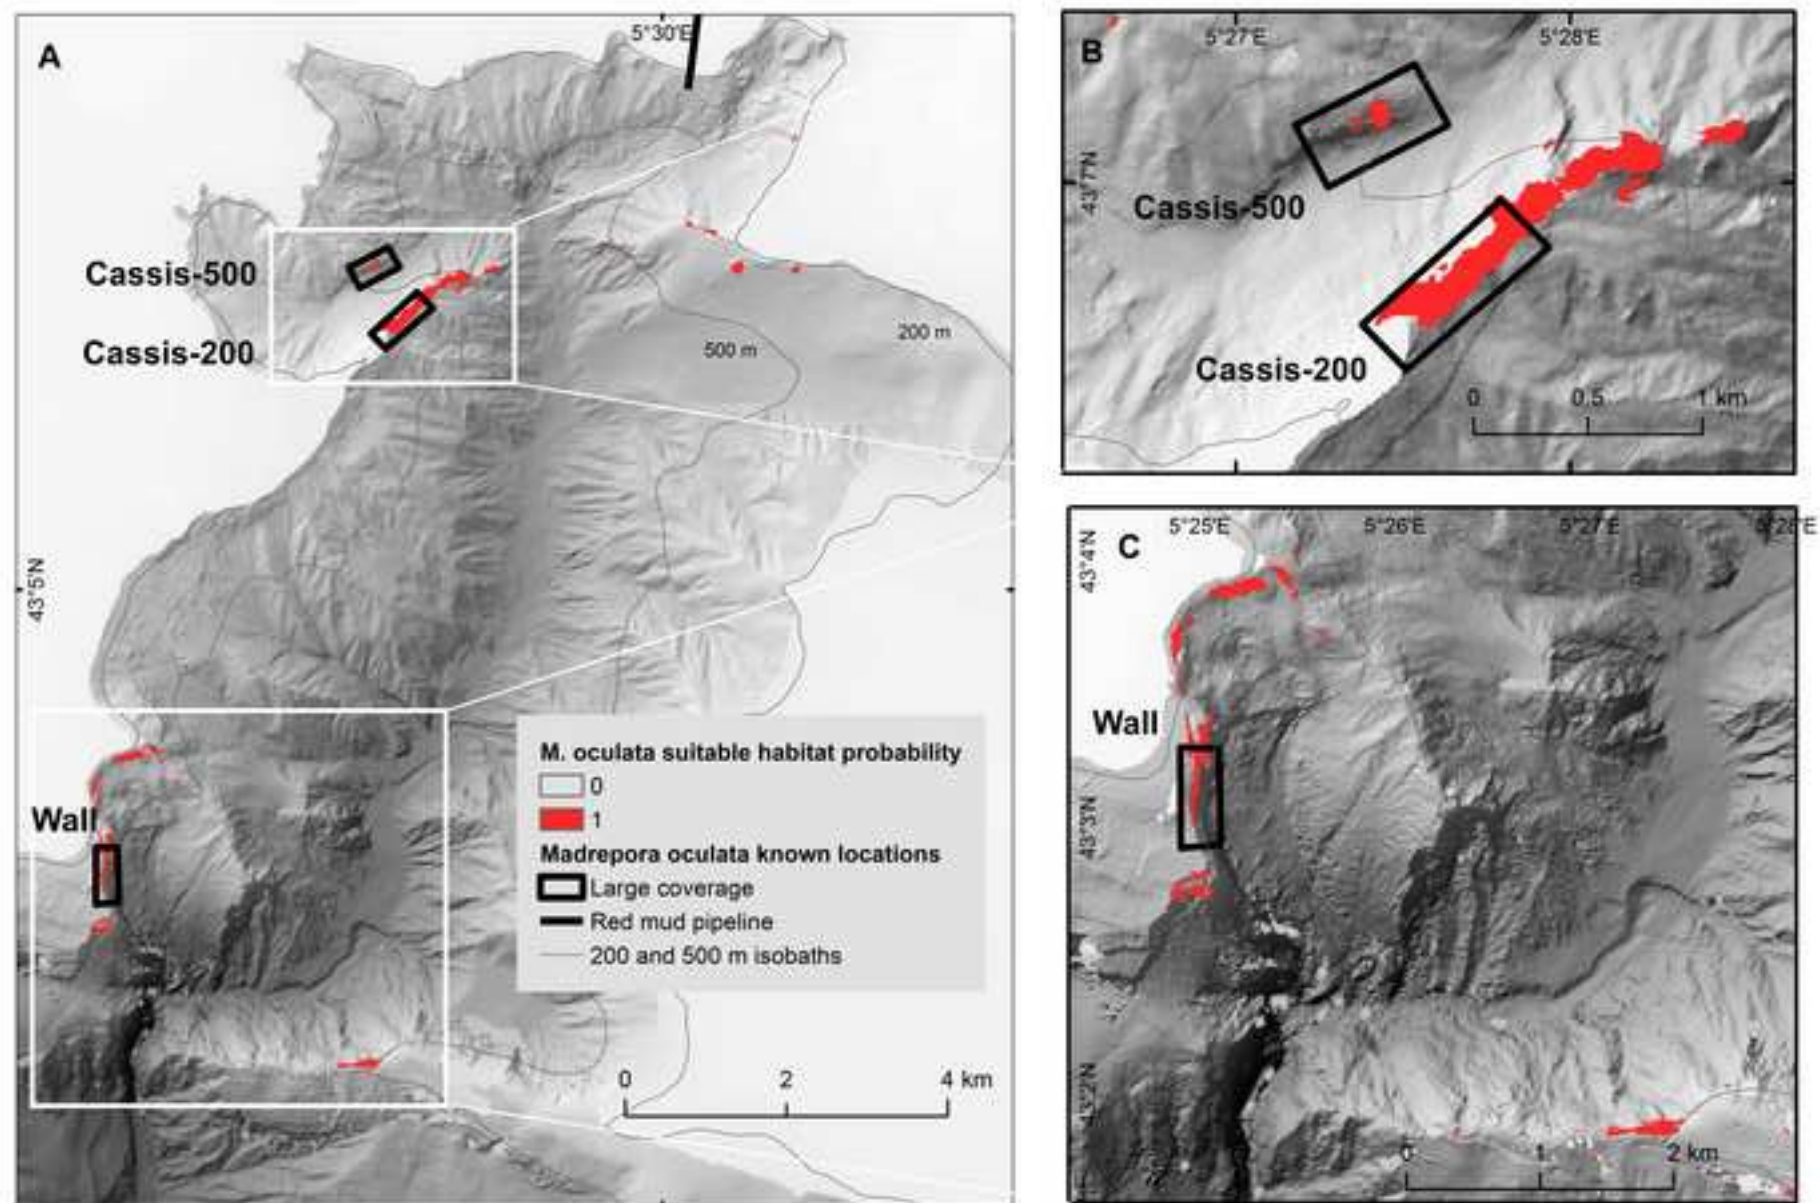 A
5°30'E
Cassis-500
Cassis-200
500 m
200 m
43°5'N
Wall
M. oculata suitable habitat probability
0
1
Madrepora oculata known locations
Large coverage
Red mud pipeline
200 and 500 m isobaths
0 2 4 km
B
5°27'E 5°28'E
43°7'N
Cassis-500
Cassis-200
0 0.5 1 km
C
5°25'E 5°26'E 5°27'E 5°28'E
43°4'N
Wall
43°3'N
43°2'N
0 1 2 km